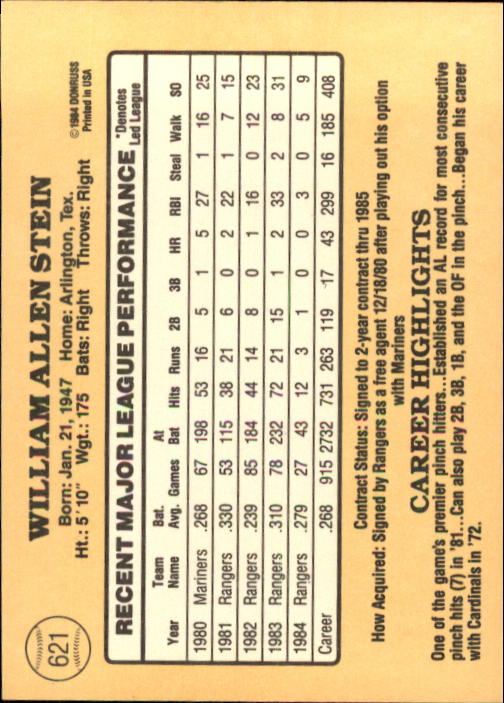 621
WILLIAM ALLEN STEIN
©1984 DONRUSS
Printed in USA
Born: Jan. 21, 1947 Home: Arlington, Tex.
Ht.: 5' 10" Wgt.: 175 Bats: Right Throws: Right
RECENT MAJOR LEAGUE PERFORMANCE *Denotes Led League
Year Team Name Bat. Avg. Games At Bat Hits Runs 2B 3B HR RBI Steal Walk SO
1980 Mariners .268 67 198 53 16 5 1 5 27 1 16 25
1981 Rangers .330 53 115 38 21 6 0 2 22 1 7 15
1982 Rangers .239 85 184 44 14 8 0 1 16 0 12 23
1983 Rangers .310 78 232 72 21 15 1 2 33 2 8 31
1984 Rangers .279 27 43 12 3 1 0 0 3 0 5 9
Career .268 915 2732 731 263 119 17 43 299 16 185 408
Contract Status: Signed to 2-year contract thru 1985
How Acquired: Signed by Rangers as a free agent 12/18/80 after playing out his option
with Mariners
CAREER HIGHLIGHTS
One of the game's premier pinch hitters...Established an AL record for most consecutive
pinch hits (7) in '81...Can also play 2B, 3B, 1B, and the OF in the pinch...Began his career
with Cardinals in '72.